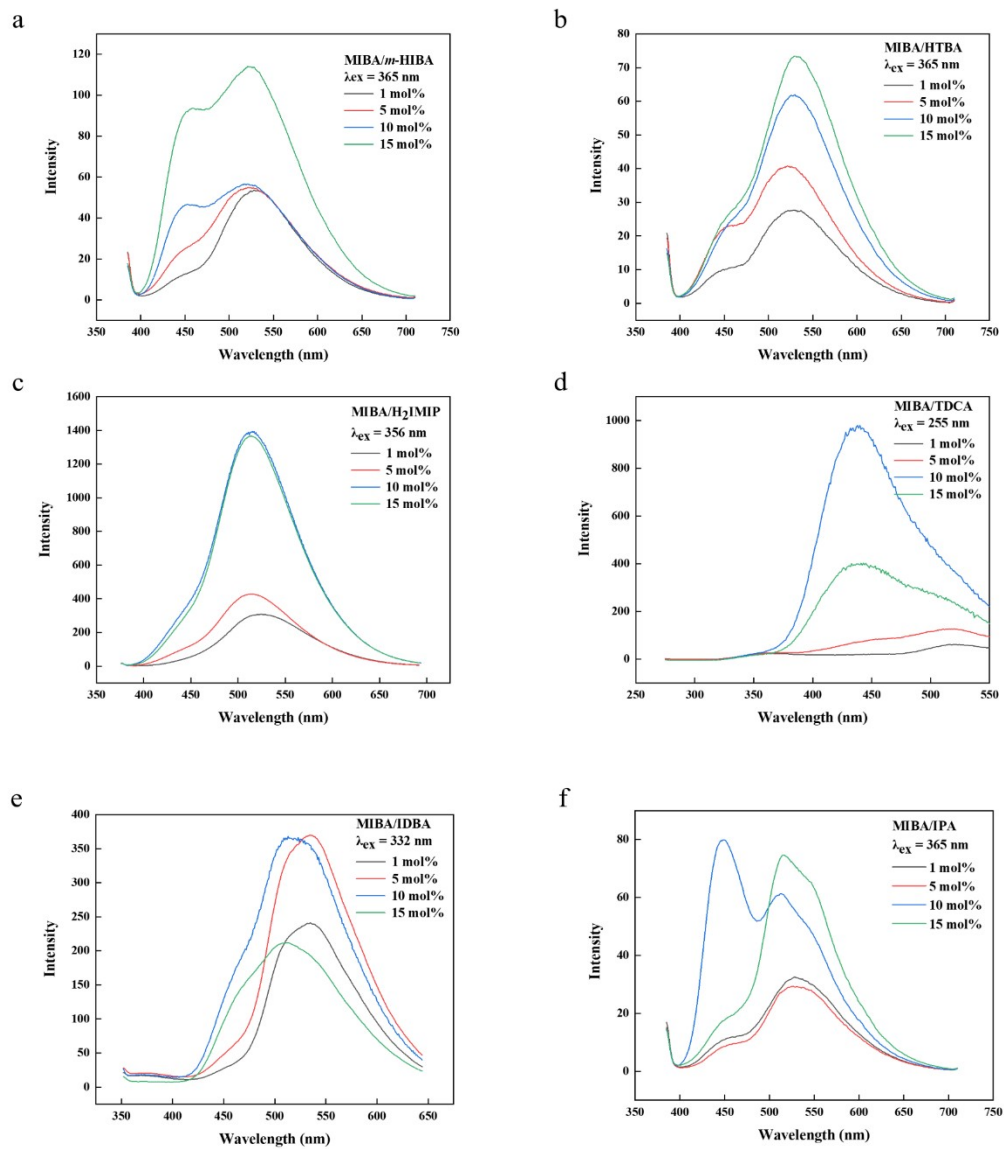 a
MIBA/m-HIBA
λex = 365 nm
1 mol%
5 mol%
10 mol%
15 mol%
120
100
80
60
40
20
0
Intensity
350 400 450 500 550 600 650 700 750
Wavelength (nm)
b
MIBA/HTBA
λex = 365 nm
1 mol%
5 mol%
10 mol%
15 mol%
80
70
60
50
40
30
20
10
0
Intensity
350 400 450 500 550 600 650 700 750
Wavelength (nm)
c
MIBA/H2IMIP
λex = 356 nm
1 mol%
5 mol%
10 mol%
15 mol%
1600
1400
1200
1000
800
600
400
200
0
Intensity
400 450 500 550 600 650 700
Wavelength (nm)
d
MIBA/TDCA
λex = 255 nm
1 mol%
5 mol%
10 mol%
15 mol%
1000
800
600
400
200
0
Intensity
250 300 350 400 450 500 550
Wavelength (nm)
e
MIBA/IDBA
λex = 332 nm
1 mol%
5 mol%
10 mol%
15 mol%
400
350
300
250
200
150
100
50
0
Intensity
350 400 450 500 550 600 650
Wavelength (nm)
f
MIBA/IPA
λex = 365 nm
1 mol%
5 mol%
10 mol%
15 mol%
80
60
40
20
0
Intensity
350 400 450 500 550 600 650 700 750
Wavelength (nm)